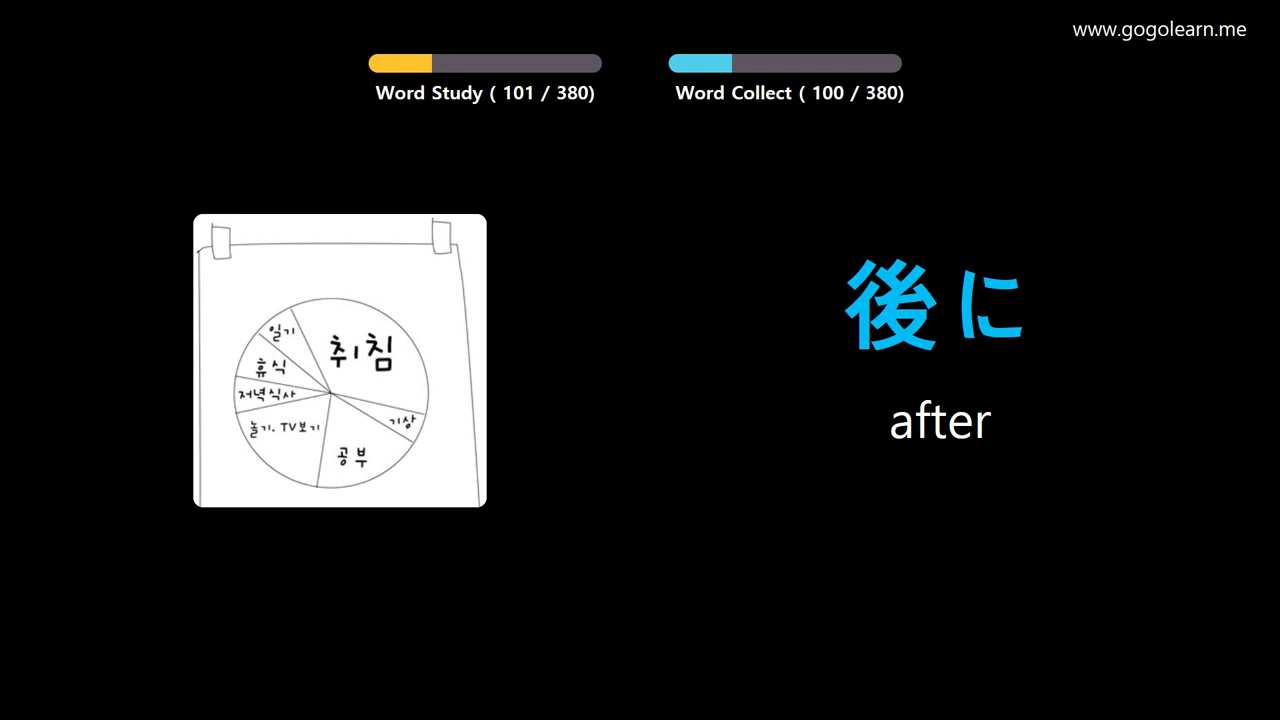 www.gogolearn.me
Word Study ( 101 / 380)
Word Collect ( 100 / 380)
일기
취침
휴식
저녁식사
기상
놀기. TV보기
공부
後に
after